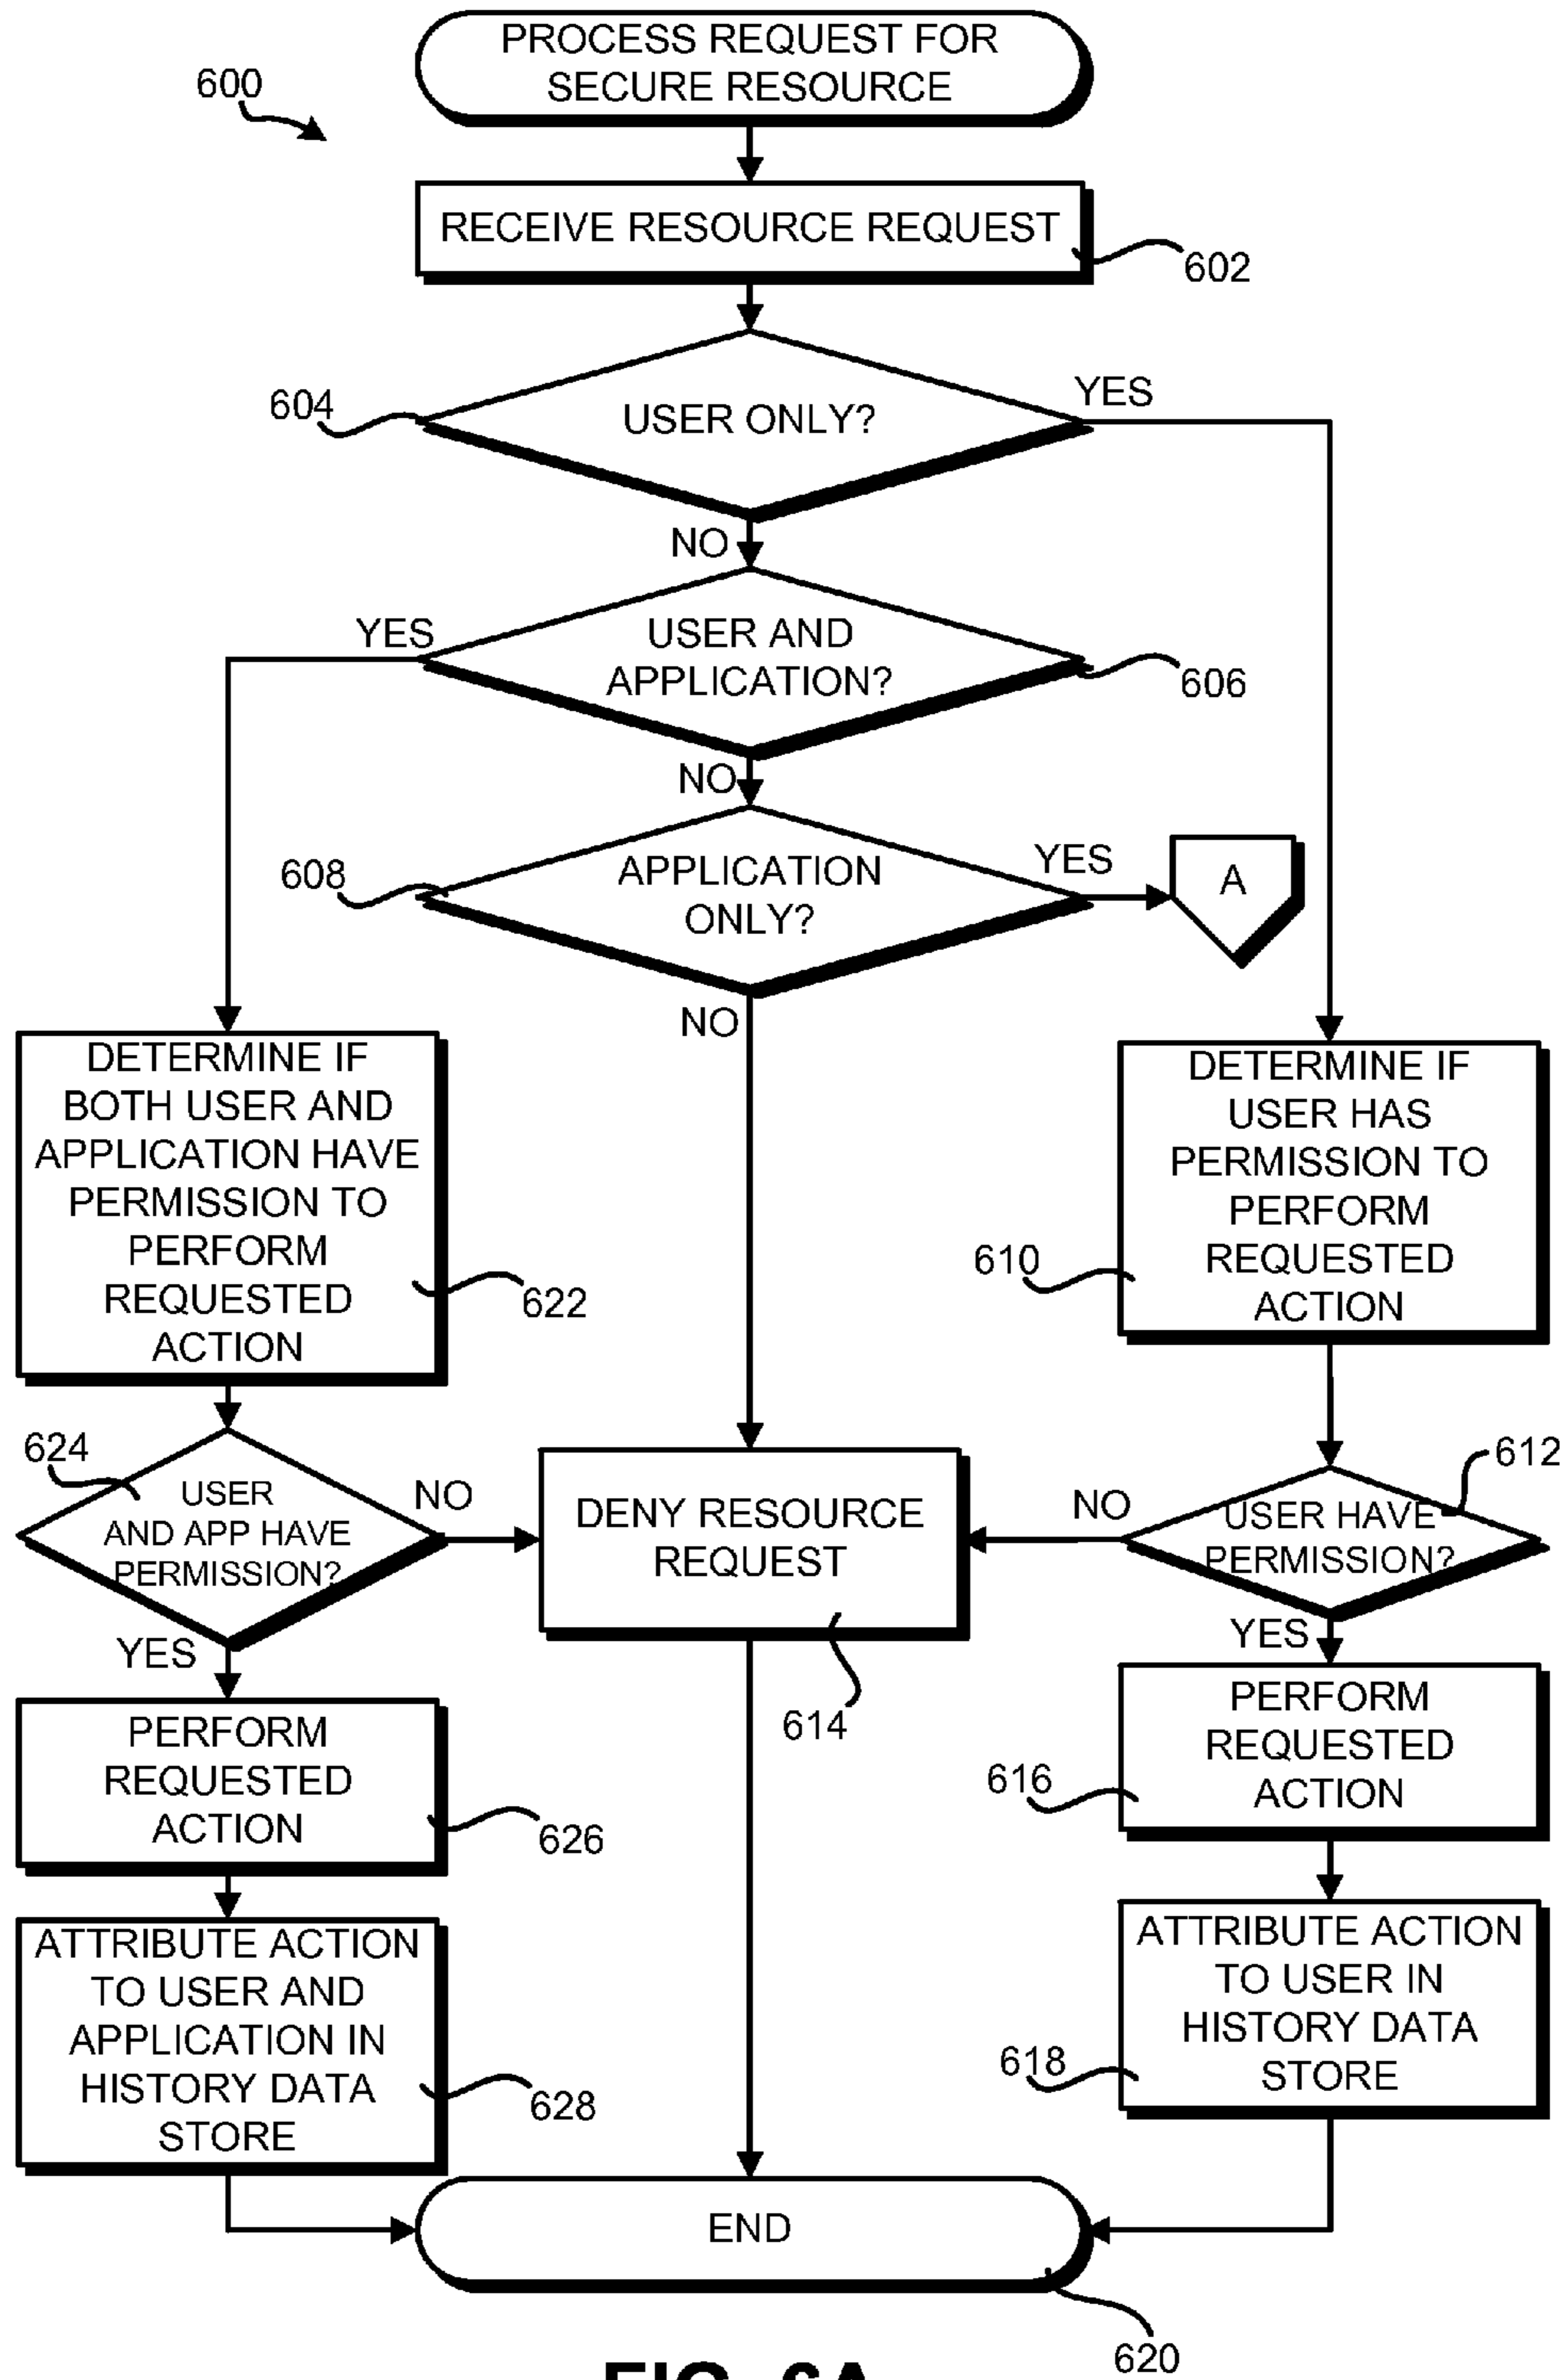 PROCESS REQUEST FOR
SECURE RESOURCE
600
RECEIVE RESOURCE REQUEST
602
604
USER ONLY?
YES
NO
YES
USER AND
APPLICATION?
606
NO
608
APPLICATION
ONLY?
YES
A
NO
DETERMINE IF
BOTH USER AND
APPLICATION HAVE
PERMISSION TO
PERFORM
REQUESTED
ACTION
622
DETERMINE IF
USER HAS
PERMISSION TO
PERFORM
REQUESTED
ACTION
610
624
USER
AND APP HAVE
PERMISSION?
NO
DENY RESOURCE
REQUEST
614
NO
USER HAVE
PERMISSION?
612
YES
YES
PERFORM
REQUESTED
ACTION
626
PERFORM
REQUESTED
ACTION
616
ATTRIBUTE ACTION
TO USER AND
APPLICATION IN
HISTORY DATA
STORE
628
ATTRIBUTE ACTION
TO USER IN
HISTORY DATA
STORE
618
END
620
FIG. 6A